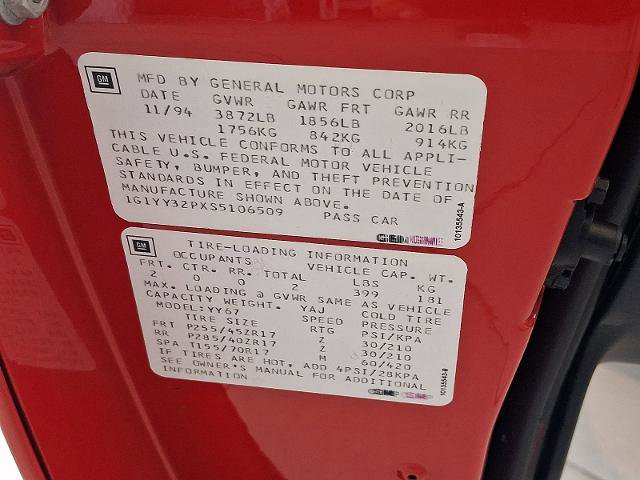 GM
MFD BY GENERAL MOTORS CORP
DATE GVWR GAWR FRT GAWR RR
11/94 3872LB 1856LB 2016LB
1756KG 842KG 914KG
THIS VEHICLE CONFORMS TO ALL APPLI-
CABLE U.S. FEDERAL MOTOR VEHICLE
SAFETY, BUMPER, AND THEFT PREVENTION
STANDARDS IN EFFECT ON THE DATE OF
MANUFACTURE SHOWN ABOVE.
1G1YY32PXS5106509 PASS CAR
10135543-A
GM
TIRE-LOADING INFORMATION
OCCUPANTS VEHICLE CAP. WT.
FRT. CTR. RR. TOTAL LBS KG
2 0 0 2 399 181
MAX. LOADING @ GVWR SAME AS VEHICLE
CAPACITY WEIGHT. YAJ COLD TIRE
MODEL:YY67 SPEED PRESSURE
TIRE SIZE RTG PSI/KPA
FRT P255/45ZR17 Z 30/210
RR P285/40ZR17 Z 30/210
SPA T155/70R17 M 60/420
IF TIRES ARE HOT, ADD 4PSI/28KPA
SEE OWNER'S MANUAL FOR ADDITIONAL
INFORMATION
10135543-B